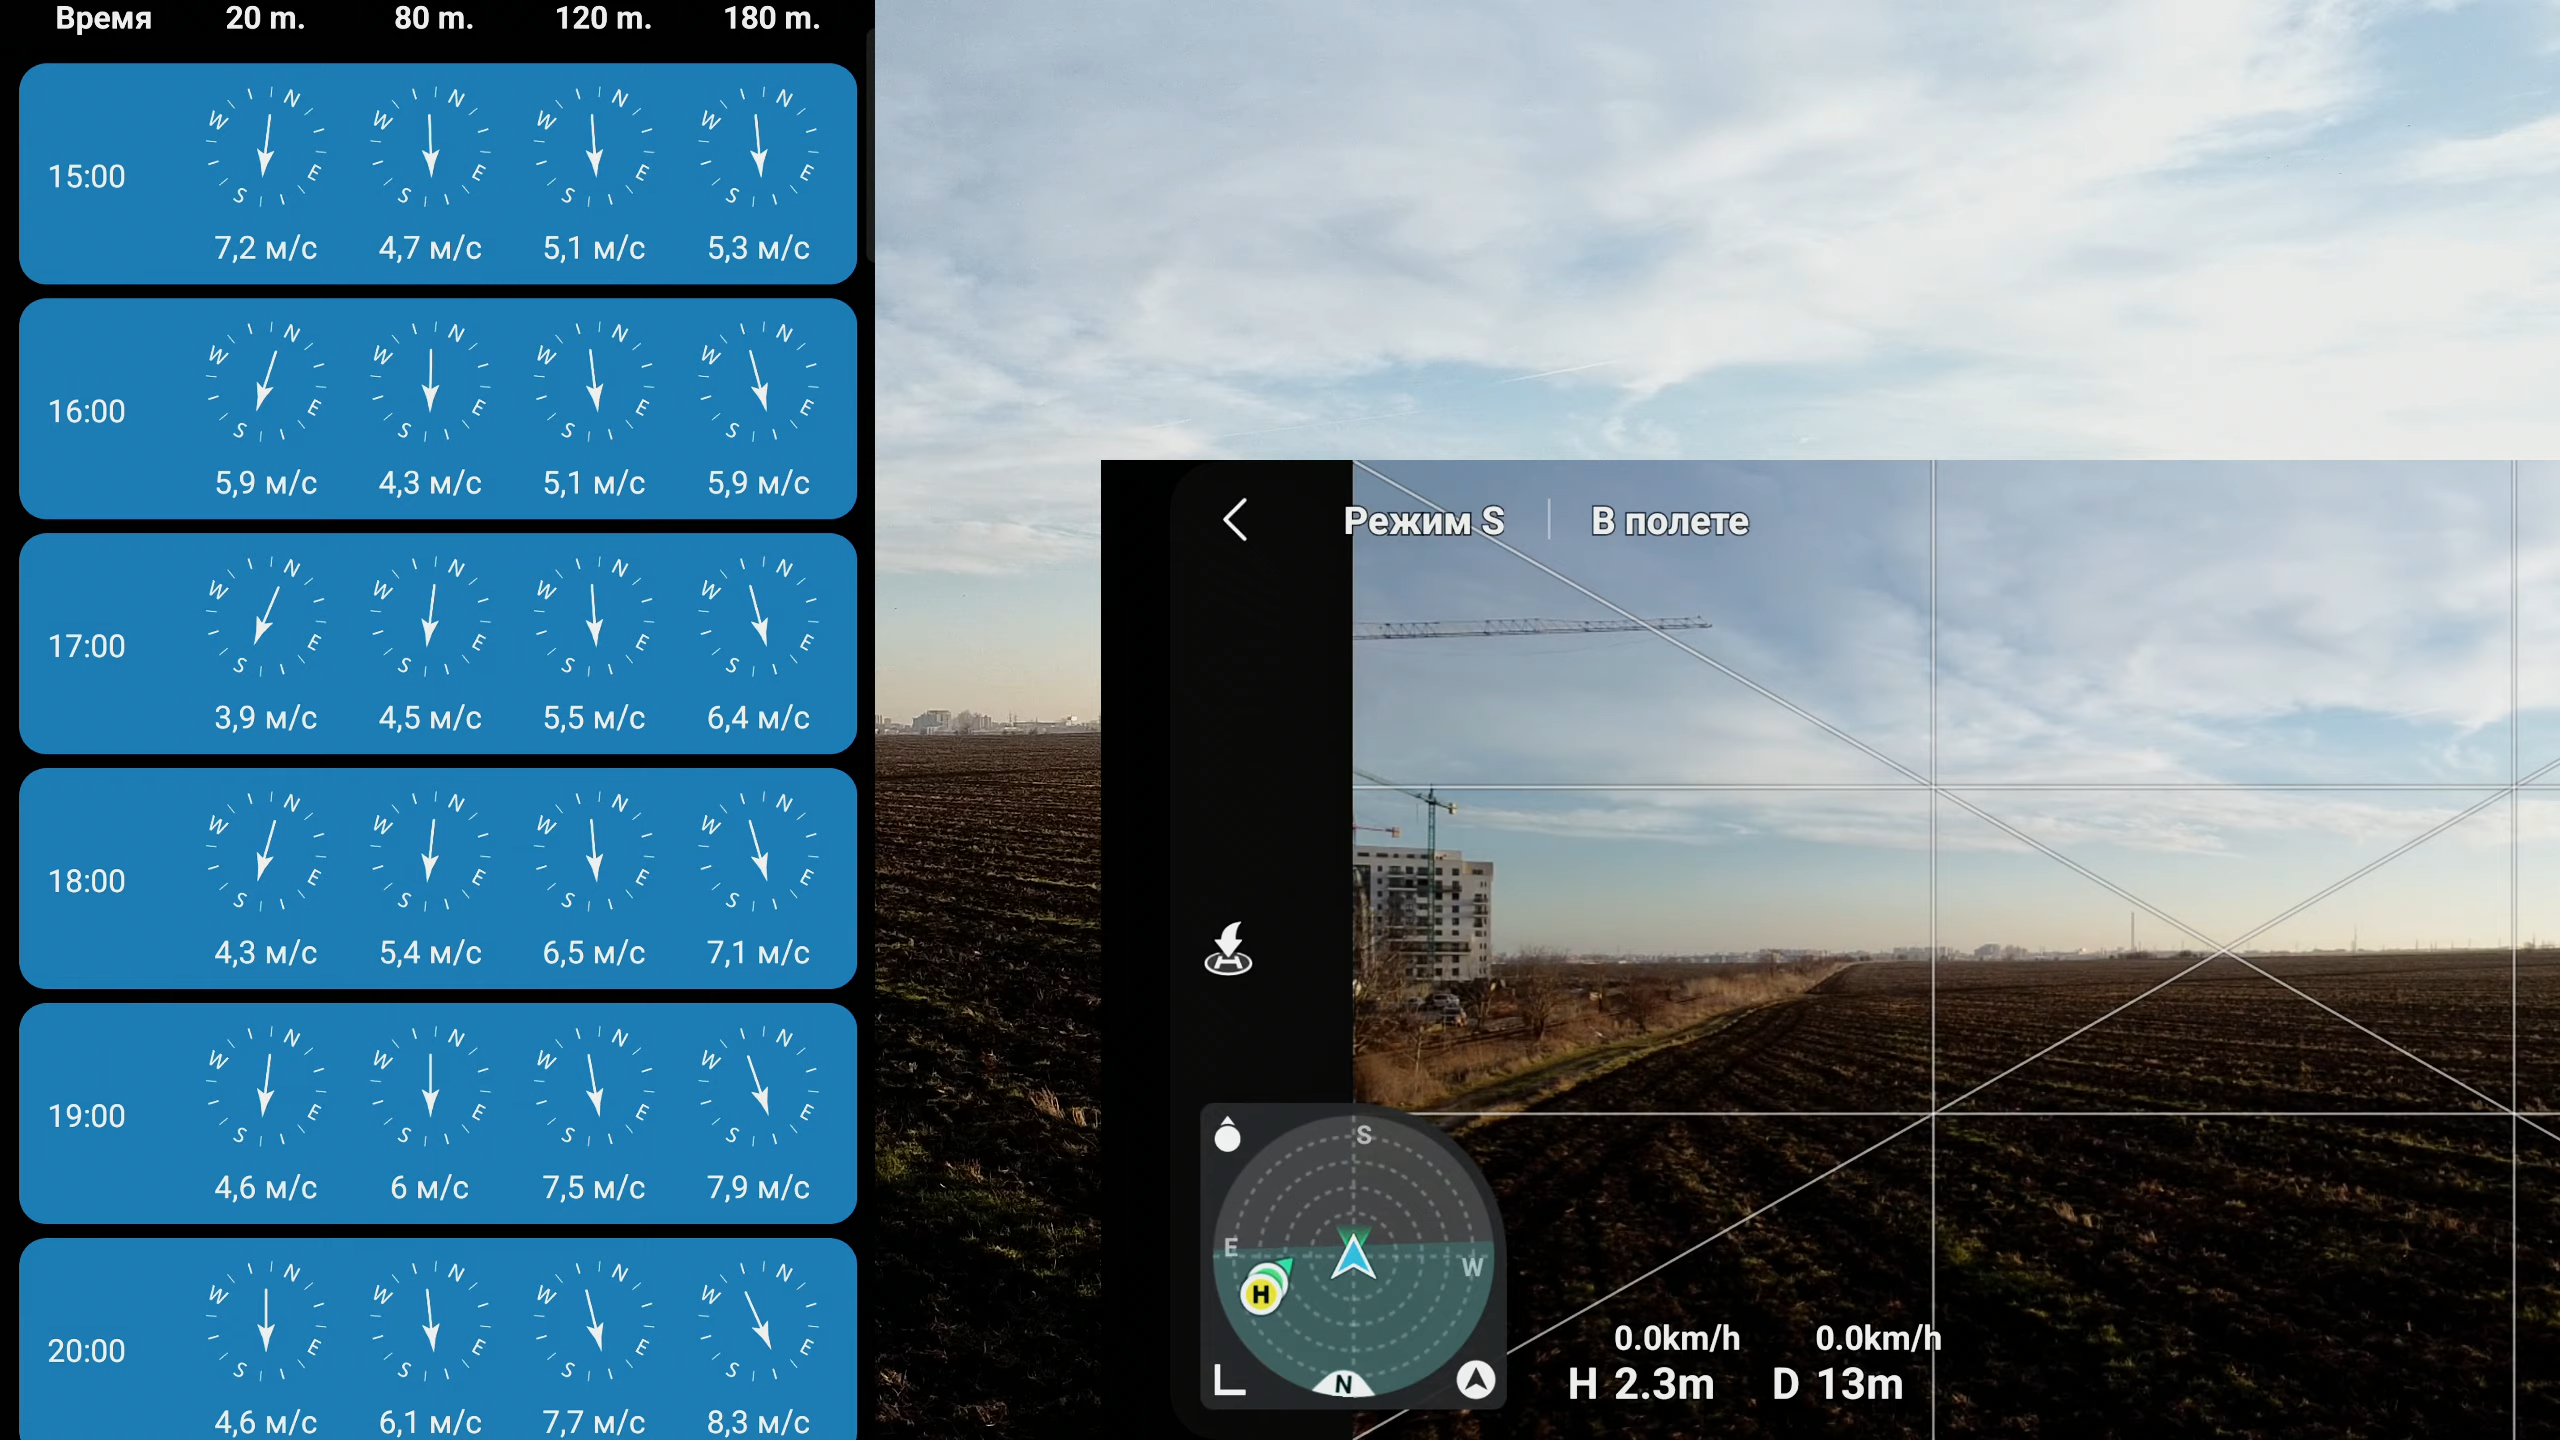 Время 20 m. 80 m. 120 m. 180 m.
N W E S N W E S N W E S N W E S
15:00
7,2 м/с 4,7 м/с 5,1 м/с 5,3 м/с
N W E S N W E S N W E S N W E S
16:00
5,9 м/с 4,3 м/с 5,1 м/с 5,9 м/с
N W E S N W E S N W E S N W E S
17:00
3,9 м/с 4,5 м/с 5,5 м/с 6,4 м/с
N W E S N W E S N W E S N W E S
18:00
4,3 м/с 5,4 м/с 6,5 м/с 7,1 м/с
N W E S N W E S N W E S N W E S
19:00
4,6 м/с 6 м/с 7,5 м/с 7,9 м/с
N W E S N W E S N W E S N W E S
20:00
4,6 м/с 6,1 м/с 7,7 м/с 8,3 м/с
Режим S | В полете
S
E W
H
N
0.0km/h 0.0km/h
H 2.3m D 13m